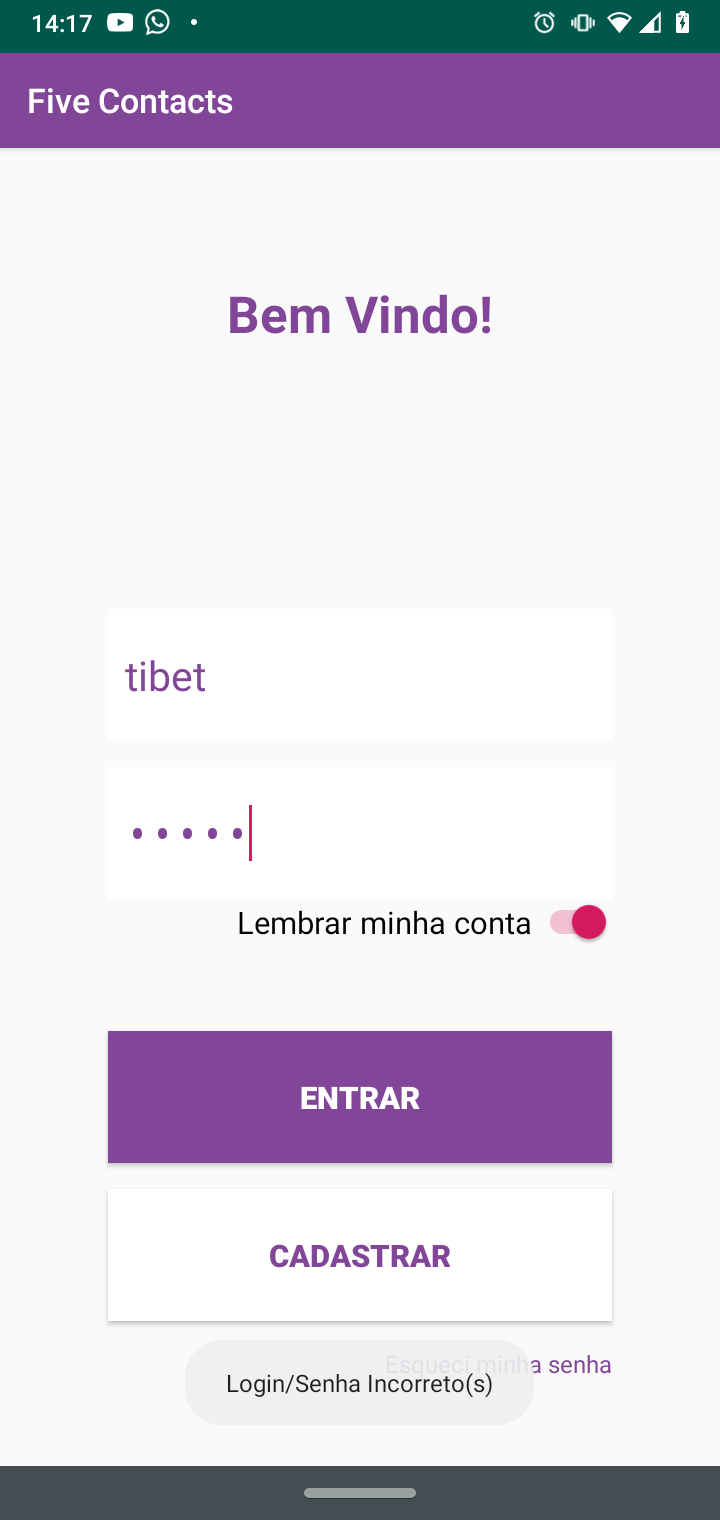 14:17
Five Contacts
Bem Vindo!
tibet
Lembrar minha conta
ENTRAR
CADASTRAR
Esqueci minha senha
Login/Senha Incorreto(s)